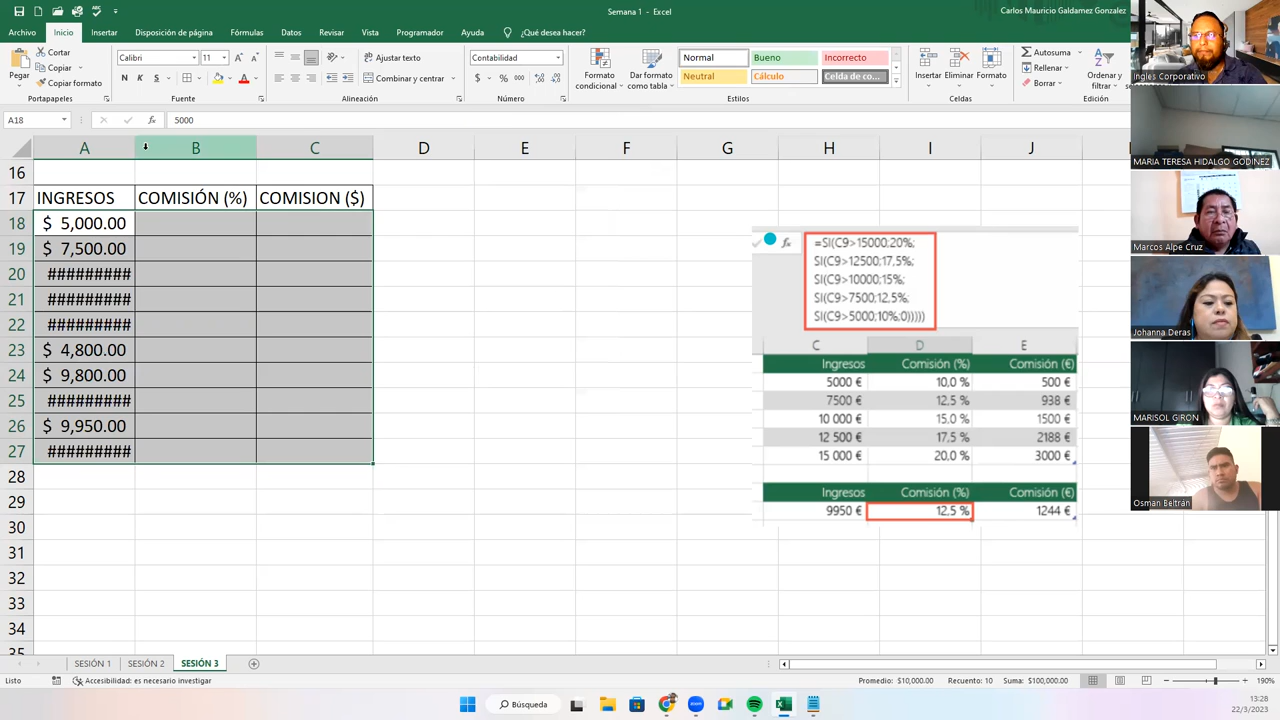 Semana 1 - Excel
Carlos Mauricio Galdamez Gonzalez
Archivo Inicio Insertar Disposición de página Fórmulas Datos Revisar Vista Programador Ayuda ¿Qué desea hacer?
Pegar
Cortar
Copiar
Copiar formato
Portapapeles
Calibri 11
N K S
Fuente
Ajustar texto
Combinar y centrar
Alineación
Contabilidad
$ % 000
Número
Formato condicional
Dar formato como tabla
Normal Bueno Incorrecto
Neutral Cálculo Celda de co...
Estilos
Insertar Eliminar Formato
Celdas
Autosuma
Rellenar
Borrar
Ordenar y
filtrar
Edición
A18 fx 5000
A B C D E F G H I J
16
17 INGRESOS COMISIÓN (%) COMISION ($)
18 $ 5,000.00
19 $ 7,500.00
20 #########
21 #########
22 #########
23 $ 4,800.00
24 $ 9,800.00
25 #########
26 $ 9,950.00
27 #########
28
29
30
31
32
33
34
35
fx =SI(C9>15000;20%;
SI(C9>12500;17,5%;
SI(C9>10000;15%;
SI(C9>7500;12,5%;
SI(C9>5000;10%;0)))))
C D E
Ingresos Comisión (%) Comisión (€)
5000 € 10,0 % 500 €
7500 € 12.5 % 938 €
10 000 € 15.0 % 1500 €
12 500 € 17.5 % 2188 €
15 000 € 20.0 % 3000 €
Ingresos Comisión (%) Comisión (€)
9950 € 12.5 % 1244 €
Ingles Corporativo
MARIA TERESA HIDALGO GODINEZ
Marcos Alpe Cruz
Johanna Deras
MARISOL GIRON
Osman Beltrán
SESIÓN 1 SESIÓN 2 SESIÓN 3
Listo Accesibilidad: es necesario investigar Promedio: $10,000.00 Recuento: 10 Suma: $100,000.00 190%
Búsqueda
13:28
22/3/2023